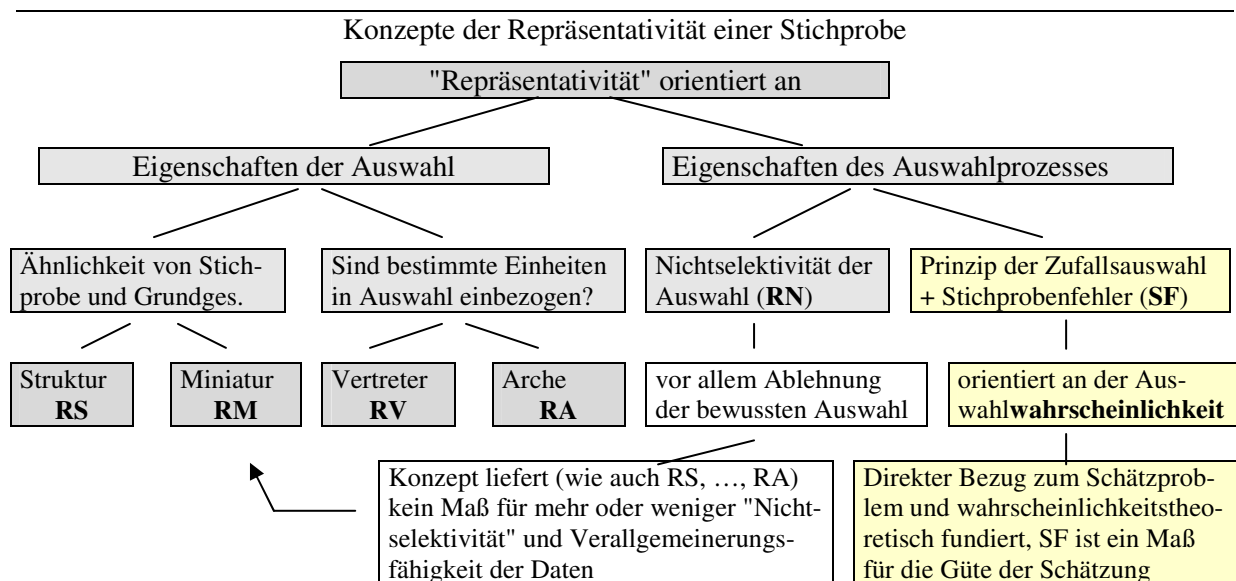 Konzepte der Repräsentativität einer Stichprobe
"Repräsentativität" orientiert an
Eigenschaften der Auswahl
Eigenschaften des Auswahlprozesses
Ähnlichkeit von Stich-
probe und Grundges.
Sind bestimmte Einheiten
in Auswahl einbezogen?
Nichtselektivität der
Auswahl (RN)
Prinzip der Zufallsauswahl
+ Stichprobenfehler (SF)
Struktur
RS
Miniatur
RM
Vertreter
RV
Arche
RA
vor allem Ablehnung
der bewussten Auswahl
orientiert an der Aus-
wahlwahrscheinlichkeit
Konzept liefert (wie auch RS, …, RA)
kein Maß für mehr oder weniger "Nicht-
selektivität" und Verallgemeinerungs-
fähigkeit der Daten
Direkter Bezug zum Schätzprob-
lem und wahrscheinlichkeitstheo-
retisch fundiert, SF ist ein Maß
für die Güte der Schätzung